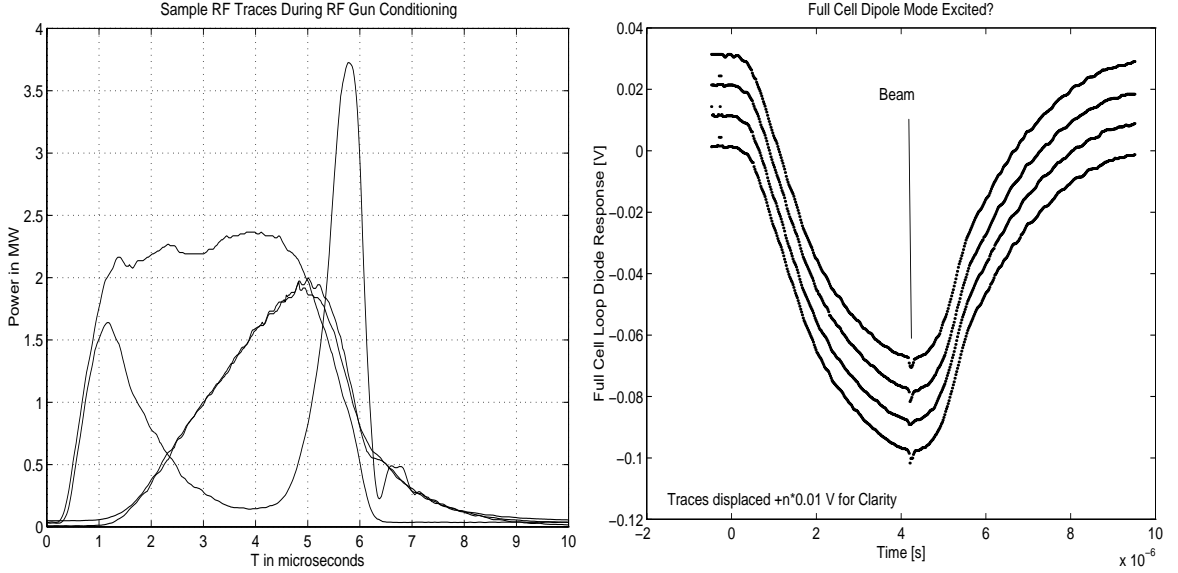 Sample RF Traces During RF Gun Conditioning
Power in MW
4
3.5
3
2.5
2
1.5
1
0.5
0
0 1 2 3 4 5 6 7 8 9 10
T in microseconds
Full Cell Dipole Mode Excited?
Full Cell Loop Diode Response [V]
0.04
0.02
0
−0.02
−0.04
−0.06
−0.08
−0.1
−0.12
Beam
Traces displaced +n*0.01 V for Clarity
−2 0 2 4 6 8 10
Time [s]
x 10⁻⁶